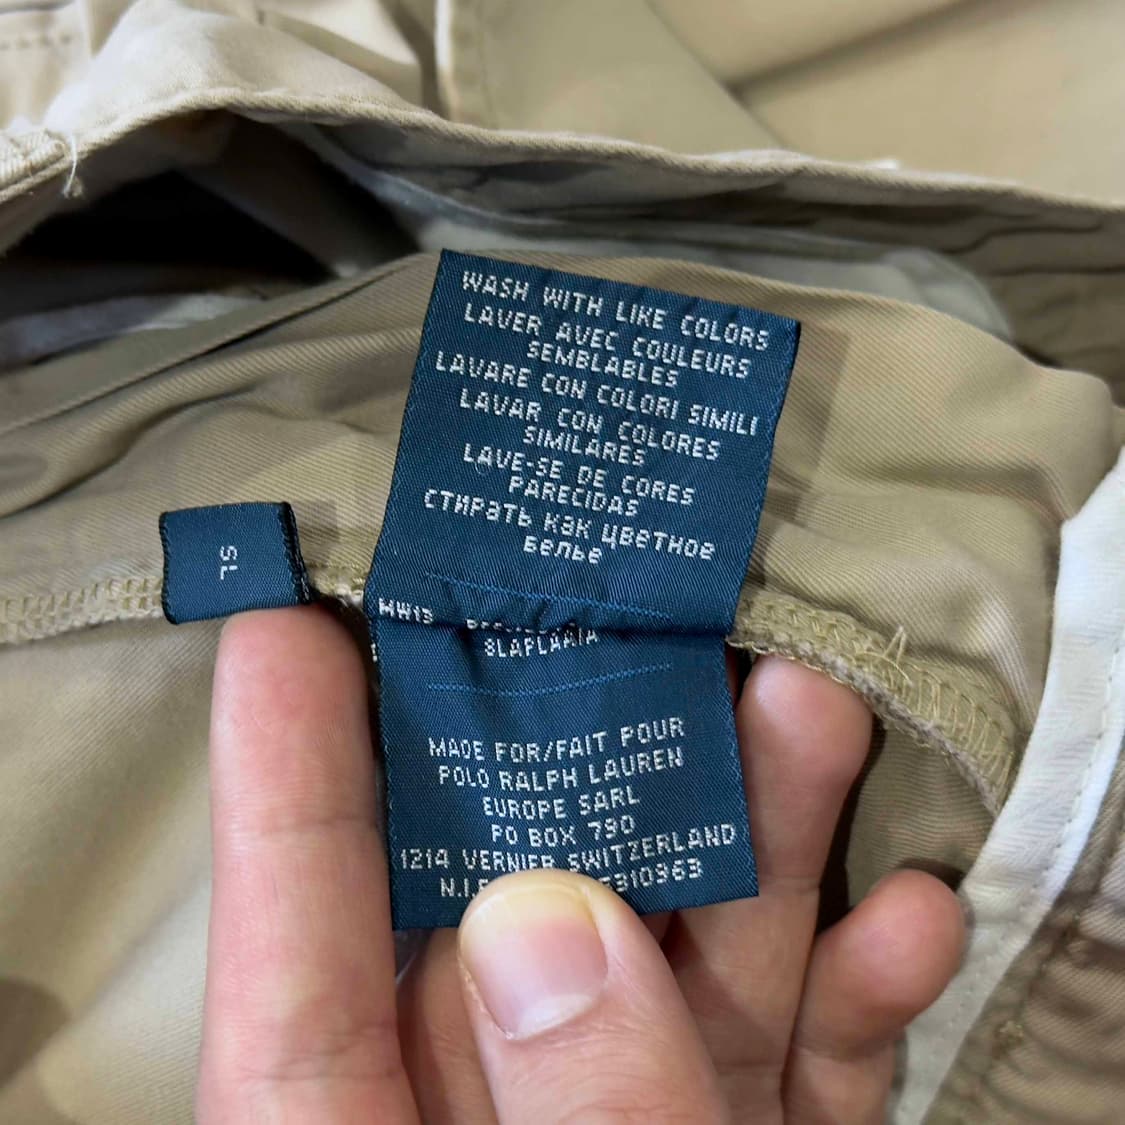 WASH WITH LIKE COLORS
LAVER AVEC COULEURS
SEMBLABLES
LAVARE CON COLORI SIMILI
LAVAR CON COLORES
SIMILARES
LAVE-SE DE CORES
PARECIDAS
СТИРАТЬ КАК ЦВЕТНОЕ
БЕЛЬЕ
SL
MW13
MADE FOR/FAIT POUR
POLO RALPH LAUREN
EUROPE SARL
PO BOX 790
1214 VERNIER SWITZERLAND